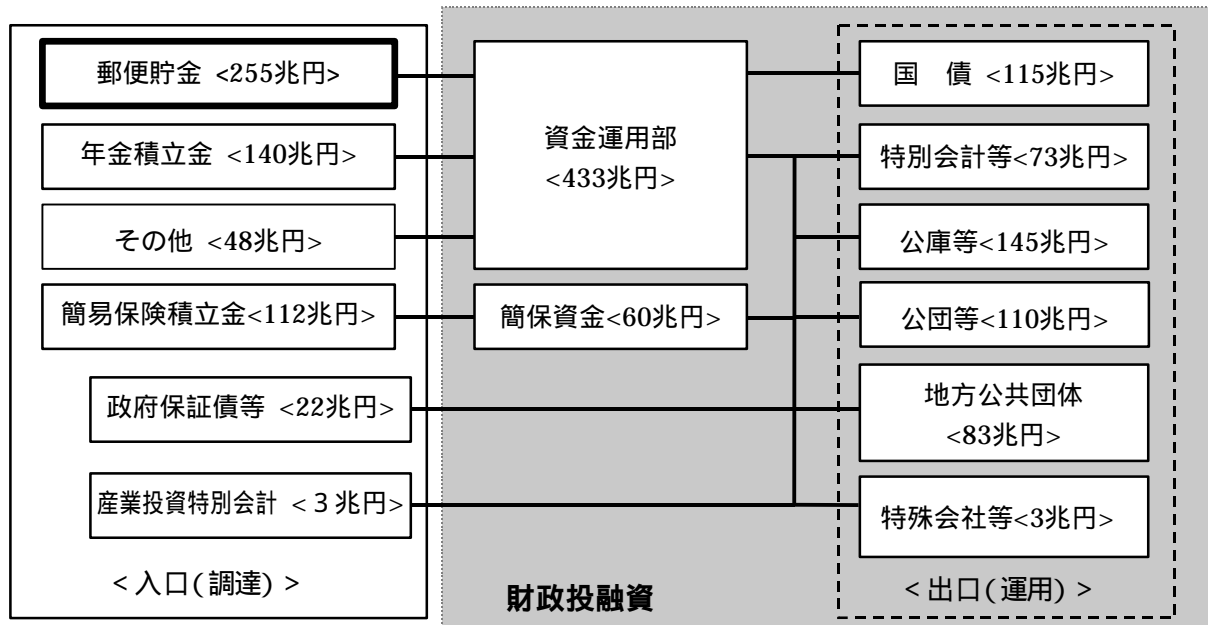 郵便貯金 <255兆円>
年金積立金 <140兆円>
その他 <48兆円>
簡易保険積立金<112兆円>
政府保証債等 <22兆円>
産業投資特別会計 <３兆円>
<入口(調達)>
資金運用部
<433兆円>
簡保資金<60兆円>
財政投融資
国　債 <115兆円>
特別会計等<73兆円>
公庫等<145兆円>
公団等<110兆円>
地方公共団体
<83兆円>
特殊会社等<3兆円>
<出口(運用)>